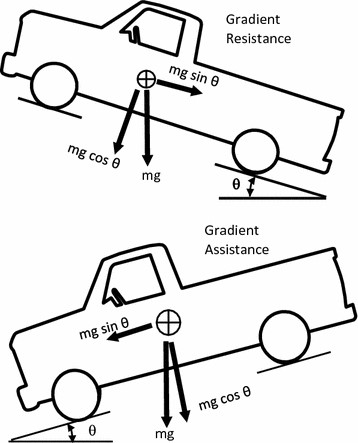 Gradient
Resistance
mg sin θ
mg cos θ
mg
θ
Gradient
Assistance
mg sin θ
mg cos θ
θ
mg